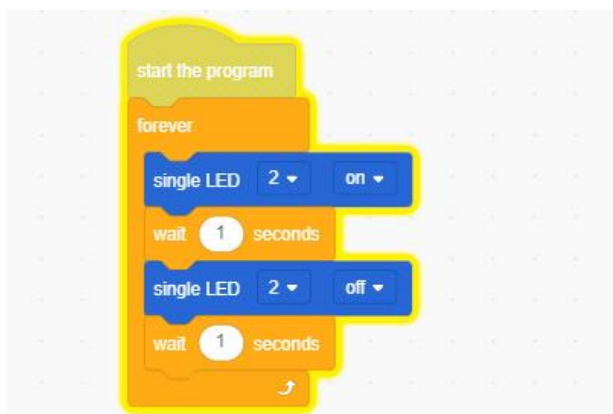 start the program
forever
single LED 2 on
wait 1 seconds
single LED 2 off
wait 1 seconds